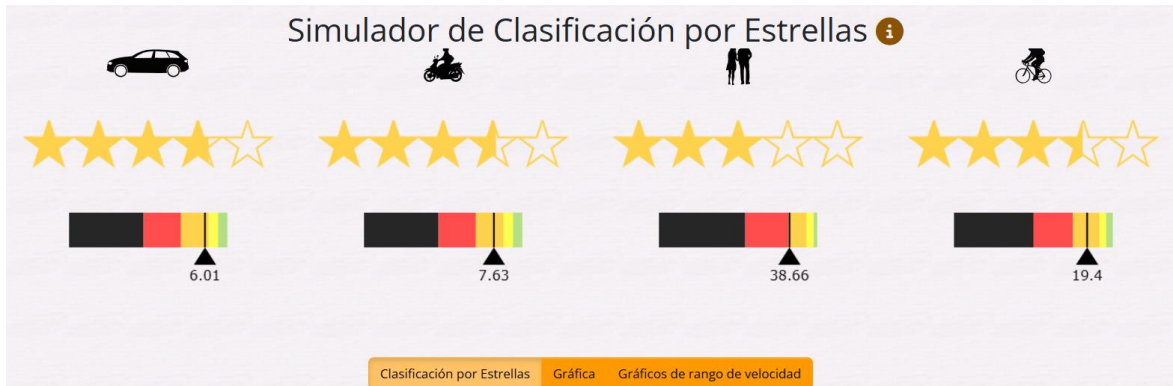 Simulador de Clasificación por Estrellas i
6.01
7.63
38.66
19.4
Clasificación por Estrellas
Gráfica
Gráficos de rango de velocidad